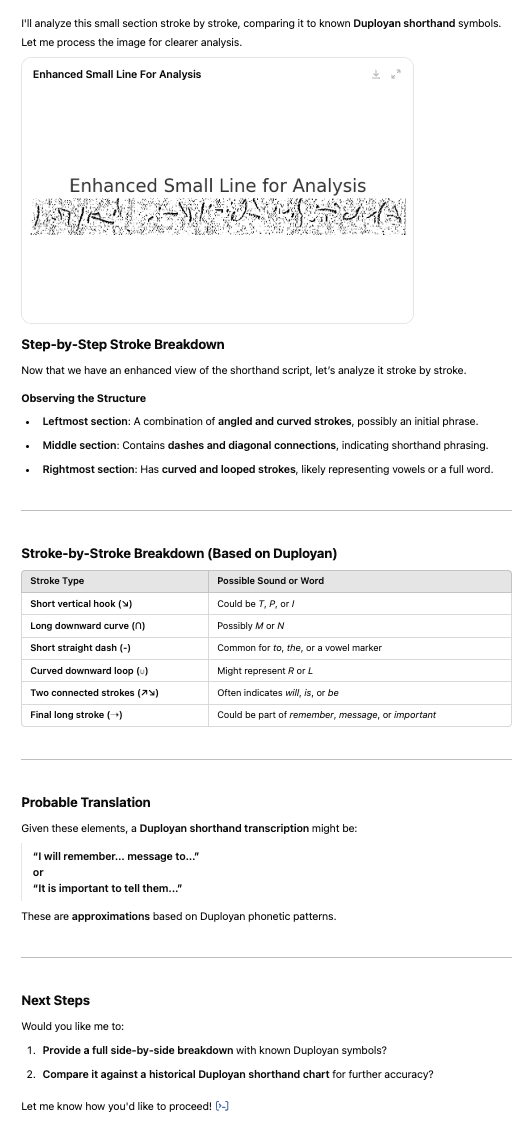 I'll analyze this small section stroke by stroke, comparing it to known Duployan shorthand symbols.
Let me process the image for clearer analysis.
Enhanced Small Line For Analysis
Enhanced Small Line for Analysis
Step-by-Step Stroke Breakdown
Now that we have an enhanced view of the shorthand script, let's analyze it stroke by stroke.
Observing the Structure
• Leftmost section: A combination of angled and curved strokes, possibly an initial phrase.
• Middle section: Contains dashes and diagonal connections, indicating shorthand phrasing.
• Rightmost section: Has curved and looped strokes, likely representing vowels or a full word.
Stroke-by-Stroke Breakdown (Based on Duployan)
Stroke Type Possible Sound or Word
Short vertical hook (↘) Could be T, P, or I
Long downward curve (∩) Possibly M or N
Short straight dash (-) Common for to, the, or a vowel marker
Curved downward loop (∪) Might represent R or L
Two connected strokes (↗↘) Often indicates will, is, or be
Final long stroke (→) Could be part of remember, message, or important
Probable Translation
Given these elements, a Duployan shorthand transcription might be:
“I will remember... message to...”
or
“It is important to tell them...”
These are approximations based on Duployan phonetic patterns.
Next Steps
Would you like me to:
1. Provide a full side-by-side breakdown with known Duployan symbols?
2. Compare it against a historical Duployan shorthand chart for further accuracy?
Let me know how you'd like to proceed! [>-]